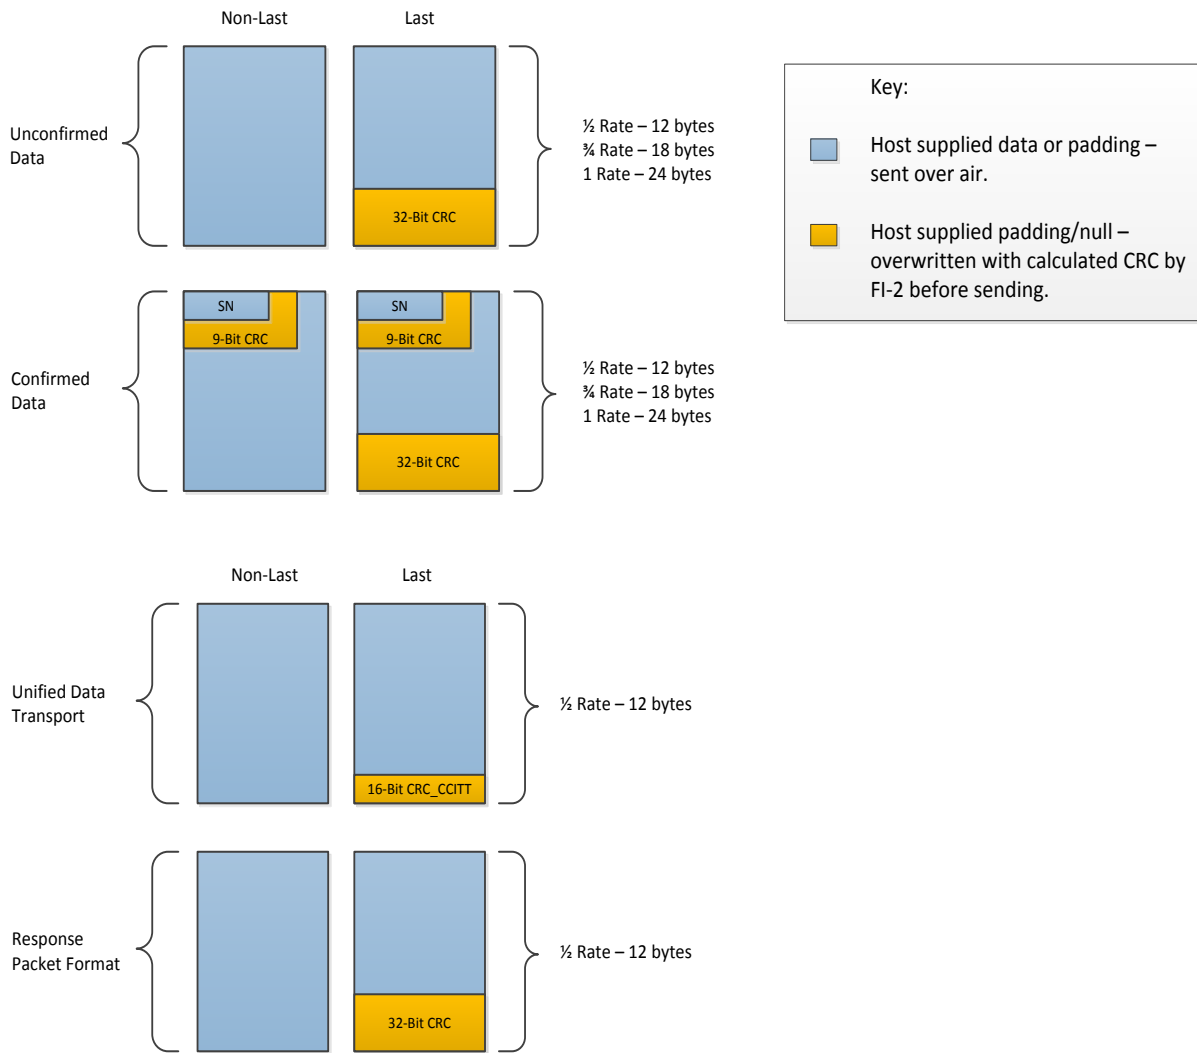 Non-Last
Last
Unconfirmed
Data
32-Bit CRC
½ Rate – 12 bytes
¾ Rate – 18 bytes
1 Rate – 24 bytes
Key:
Host supplied data or padding –
sent over air.
Host supplied padding/null –
overwritten with calculated CRC by
FI-2 before sending.
Confirmed
Data
SN
9-Bit CRC
SN
9-Bit CRC
32-Bit CRC
½ Rate – 12 bytes
¾ Rate – 18 bytes
1 Rate – 24 bytes
Non-Last
Last
Unified Data
Transport
16-Bit CRC_CCITT
½ Rate – 12 bytes
Response
Packet Format
32-Bit CRC
½ Rate – 12 bytes